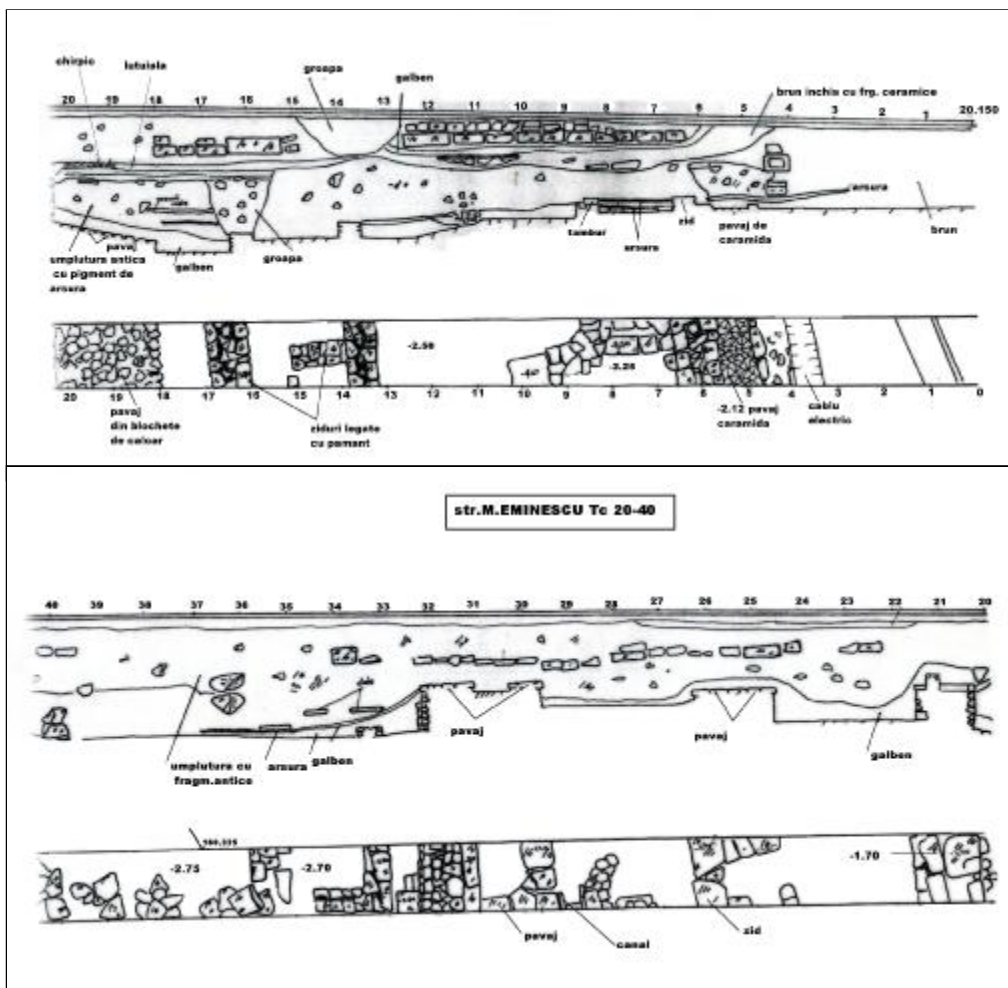 chirpic
lutuiala
groapa
galben
brun inchis cu frg. ceramice
20 19 18 17 16 15 14 13 12 11 10 9 8 7 6 5 4 3 2 1 20.150
arsura
pavaj
umplutura antica
cu pigment de
arsura
galben
groapa
tambur
arsura
zid
pavaj de
caramida
brun
-2.50
-3.26
20 19 18 17 16 15 14 13 12 11 10 9 8 7 6 5 4 3 2 1 0
pavaj
din blochete
de calcar
ziduri legate
cu pamant
-2.12 pavaj
caramida
cablu
electric
str.M.EMINESCU Tc 20-40
40 39 38 37 36 35 34 33 32 31 30 29 28 27 26 25 24 23 22 21 20
umplutura cu
fragm.antice
arsura
galben
pavaj
pavaj
galben
-2.75
-2.70
-1.70
pavaj
canal
zid